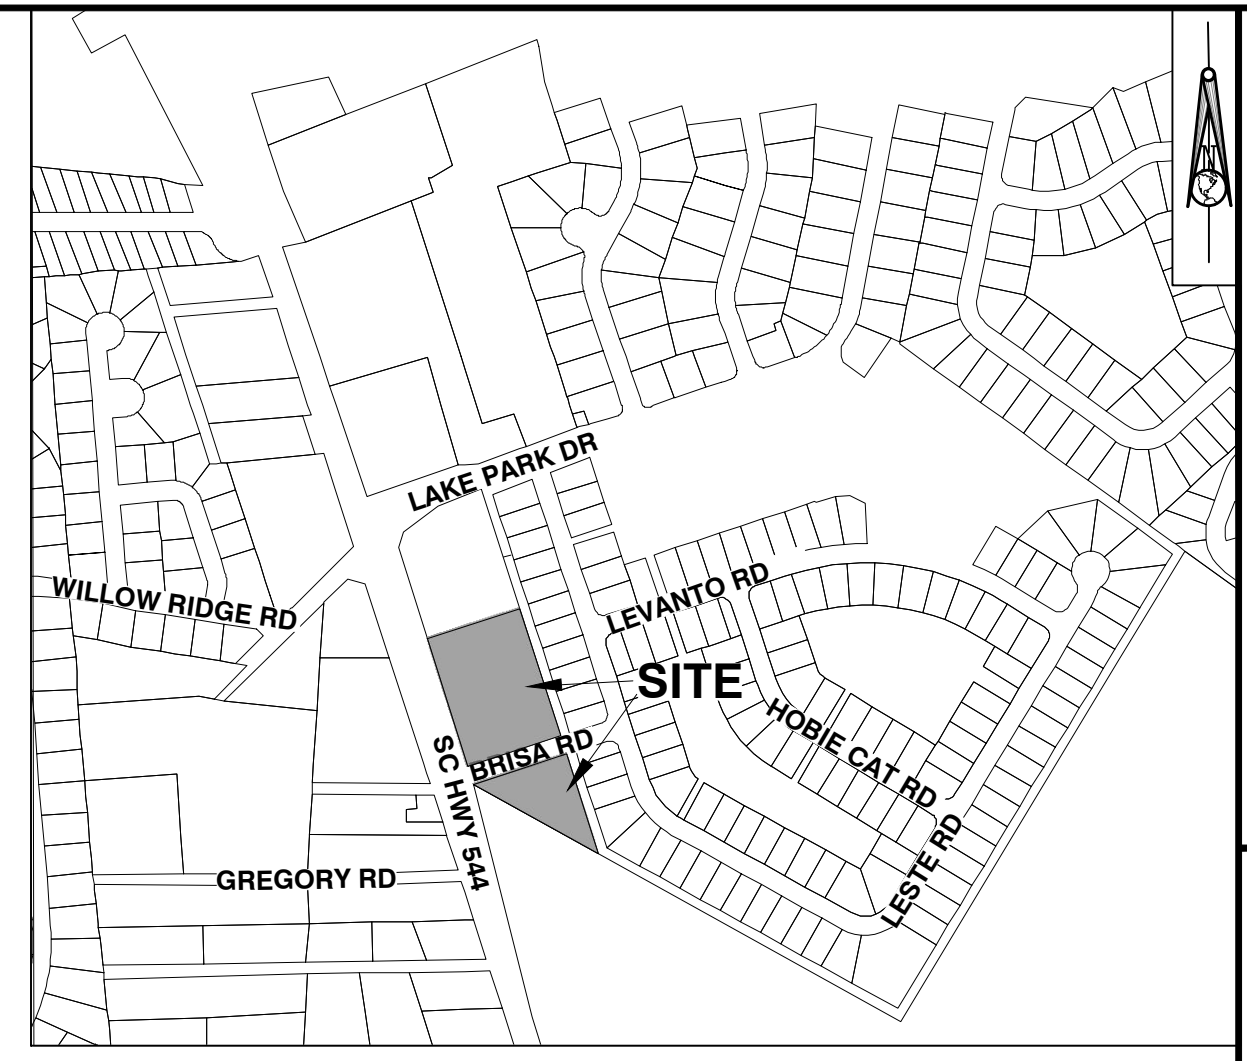 N
LAKE PARK DR
WILLOW RIDGE RD
LEVANTO RD
SITE
HOBIE CAT RD
BRISA RD
SC HWY 544
LESTE RD
GREGORY RD